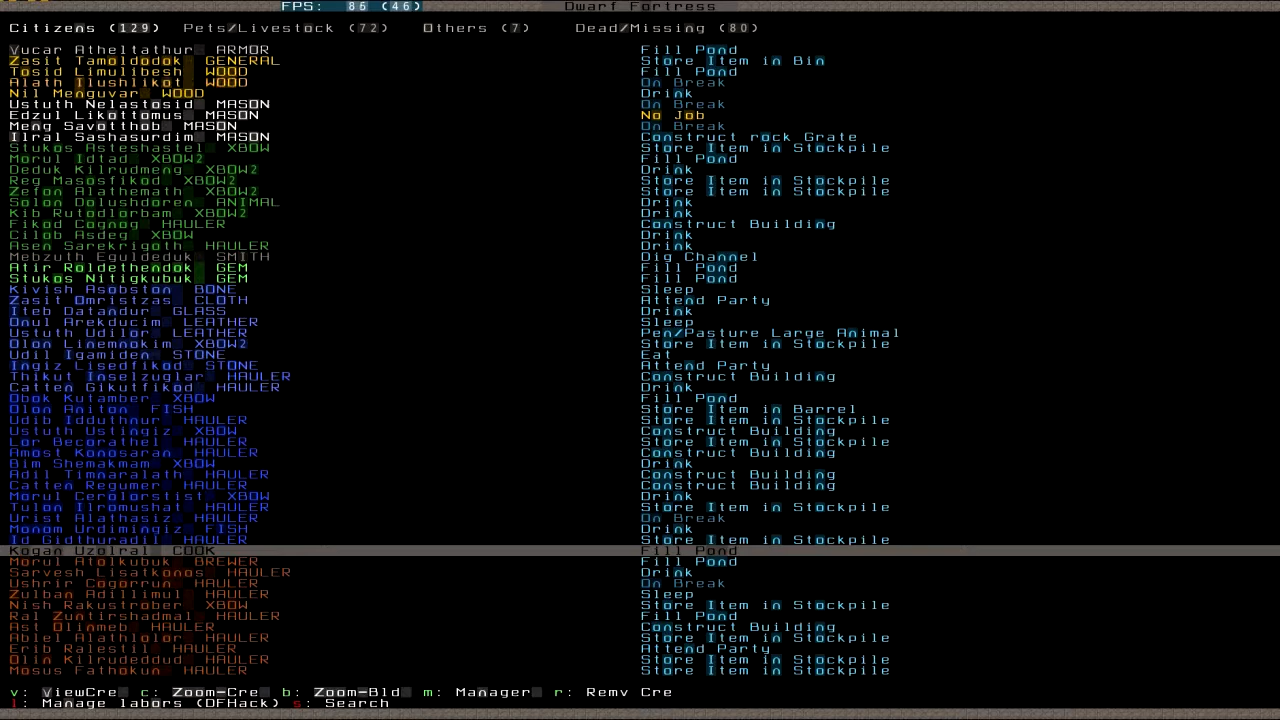 FPS: 86 (46) Dwarf Fortress
Citizens (129) Pets/Livestock (72) Others (7) Dead/Missing (80)
Vucar Atheltathur ARMOR Fill Pond
Zasit Tamoldodok GENERAL Store Item in Bin
Tosid Limulibesh WOOD Fill Pond
Alath Ilushlikot WOOD On Break
Nil Menguvar WOOD Drink
Ustuth Nelastosid MASON On Break
Edzul Likottomus MASON No Job
Meng Savotthob MASON On Break
Ilral Sashasurdim MASON Construct rock Grate
Stukos Asteshastel XBOW Store Item in Stockpile
Morul Idtad XBOW2 Fill Pond
Deduk Kilrudmeng XBOW2 Drink
Reg Masosfikod XBOW2 Store Item in Stockpile
Zefon Alathemath XBOW2 Store Item in Stockpile
Solon Dolushdoren ANIMAL Drink
Kib Rutodlorbam XBOW2 Drink
Fikod Cognog HAULER Construct Building
Cilob Asdeg XBOW Drink
Asen Sarekrigoth HAULER Drink
Mebzuth Eguldeduk SMITH Dig Channel
Atir Roldethendok GEM Fill Pond
Stukos Nitigkubuk GEM Fill Pond
Kivish Asobston BONE Sleep
Zasit Omristzas CLOTH Attend Party
Iteb Datandur GLASS Drink
Onul Arekducim LEATHER Sleep
Ustuth Udilor LEATHER Pen/Pasture Large Animal
Olon Linemnokim XBOW2 Store Item in Stockpile
Udil Igamiden STONE Eat
Ingiz Lisedfikod STONE Attend Party
Thikut Inselzuglar HAULER Construct Building
Catten Gikutfikod HAULER Drink
Obok Kutamber XBOW Fill Pond
Olon Aniton FISH Store Item in Barrel
Udib Idduthnur HAULER Store Item in Stockpile
Ustuth Ustingiz XBOW Construct Building
Lor Becorathel HAULER Store Item in Stockpile
Amost Konosaran HAULER Construct Building
Bim Shemakmam XBOW Drink
Adil Timnaralath HAULER Construct Building
Catten Regumer HAULER Construct Building
Morul Cerolorstist XBOW Drink
Tulon Ilromushat HAULER Store Item in Stockpile
Urist Alathasiz HAULER On Break
Monom Urdimingiz FISH Drink
Id Gidthuradil HAULER Store Item in Stockpile
Kogan Uzolral COOK Fill Pond
Morul Atolkubuk BREWER Fill Pond
Sarvesh Lisatkonos HAULER Drink
Ushrir Cogorrun HAULER On Break
Zulban Adillimul HAULER Sleep
Nish Rakustrober XBOW Store Item in Stockpile
Ral Zuntirshadmal HAULER Fill Pond
Ast Olinmeb HAULER Construct Building
Ablel Alathlolor HAULER Store Item in Stockpile
Erib Ralestil HAULER Attend Party
Olin Kilrudeddud HAULER Store Item in Stockpile
Mosus Fathokun HAULER Store Item in Stockpile
v: ViewCre c: Zoom-Cre b: Zoom-Bld m: Manager r: Remv Cre
l: Manage labors (DFHack) s: Search